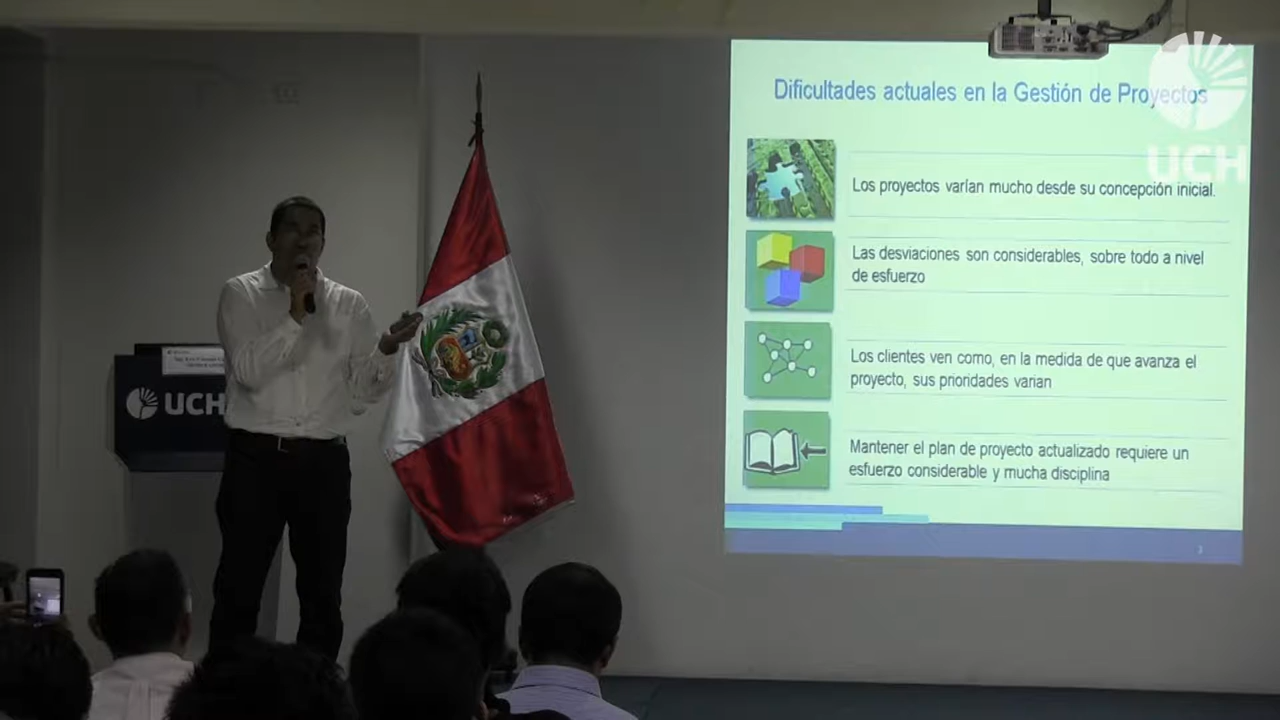 Dificultades actuales en la Gestión de Proyectos
UCH
Los proyectos varían mucho desde su concepción inicial.
Las desviaciones son considerables, sobre todo a nivel
de esfuerzo
Los clientes ven como, en la medida de que avanza el
proyecto, sus prioridades varian
Mantener el plan de proyecto actualizado requiere un
esfuerzo considerable y mucha disciplina
3
UCH